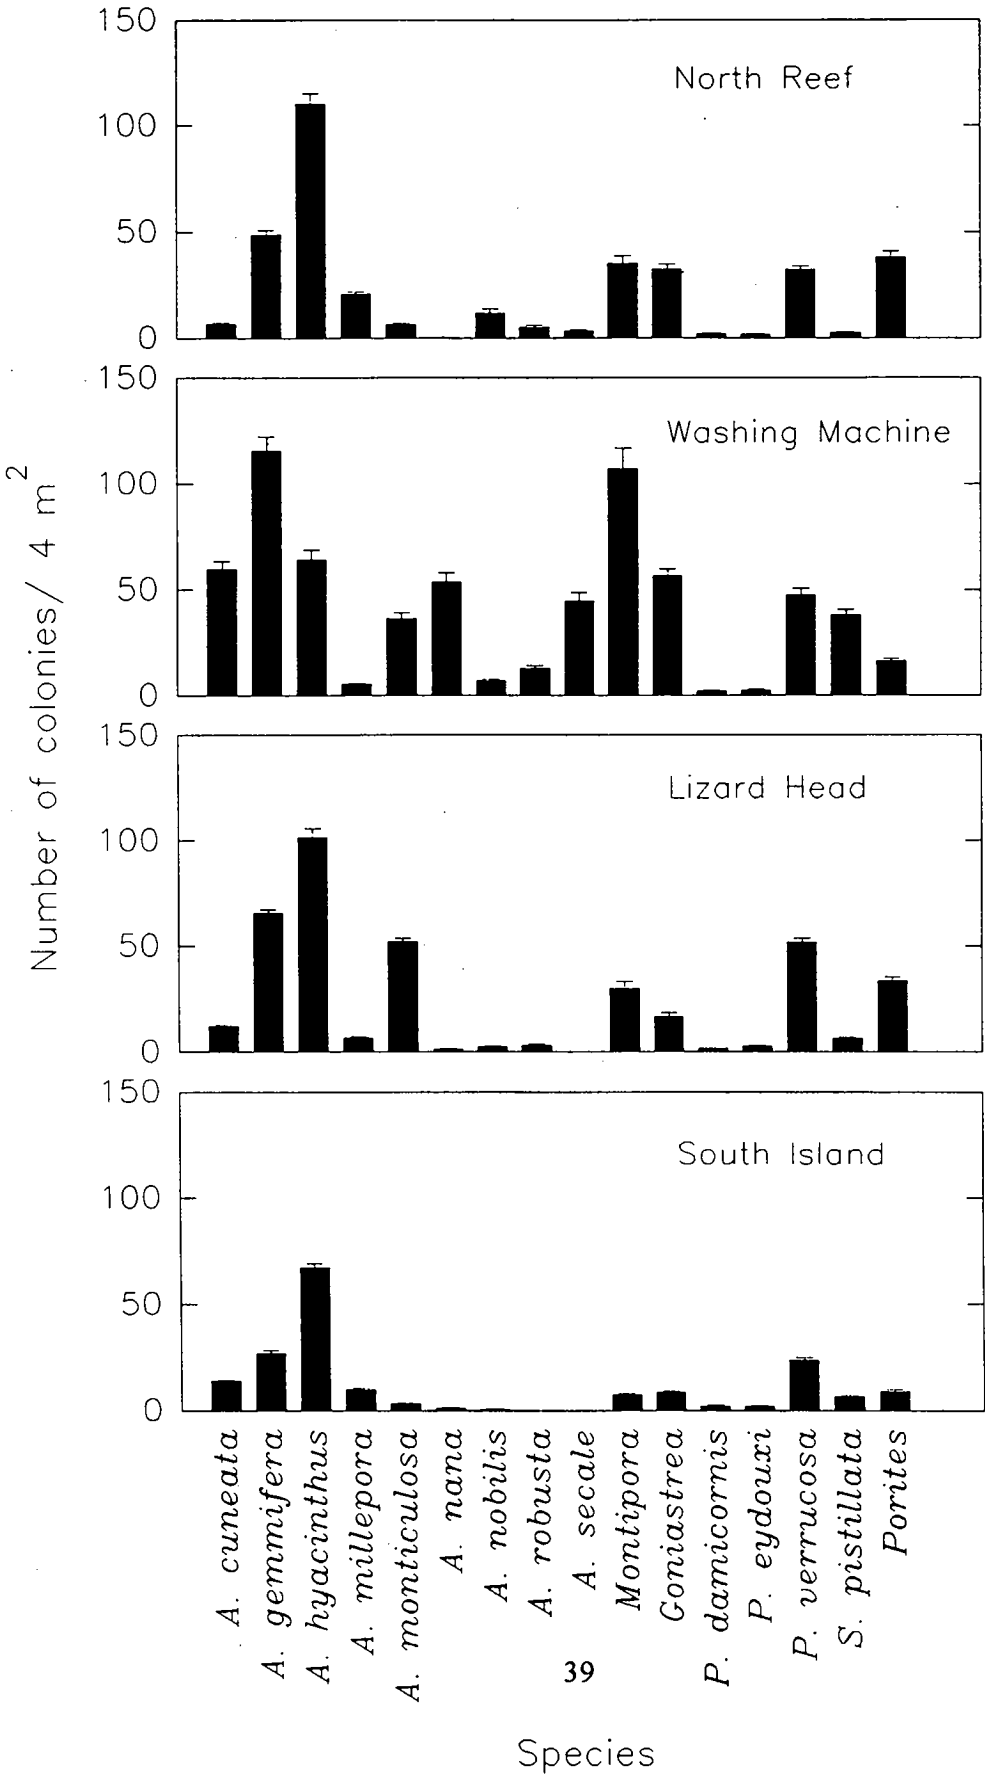 Number of colonies/ 4 m²
150
100
50
0
North Reef
150
100
50
0
Washing Machine
150
100
50
0
Lizard Head
150
100
50
0
South Island
A. cuneata
A. gemmifera
A. hyacinthus
A. millepora
A. monticulosa
A. nana
A. nobilis
A. robusta
A. secale
Montipora
Goniastrea
P. damicornis
P. eydouxi
P. verrucosa
S. pistillata
Porites
39
Species